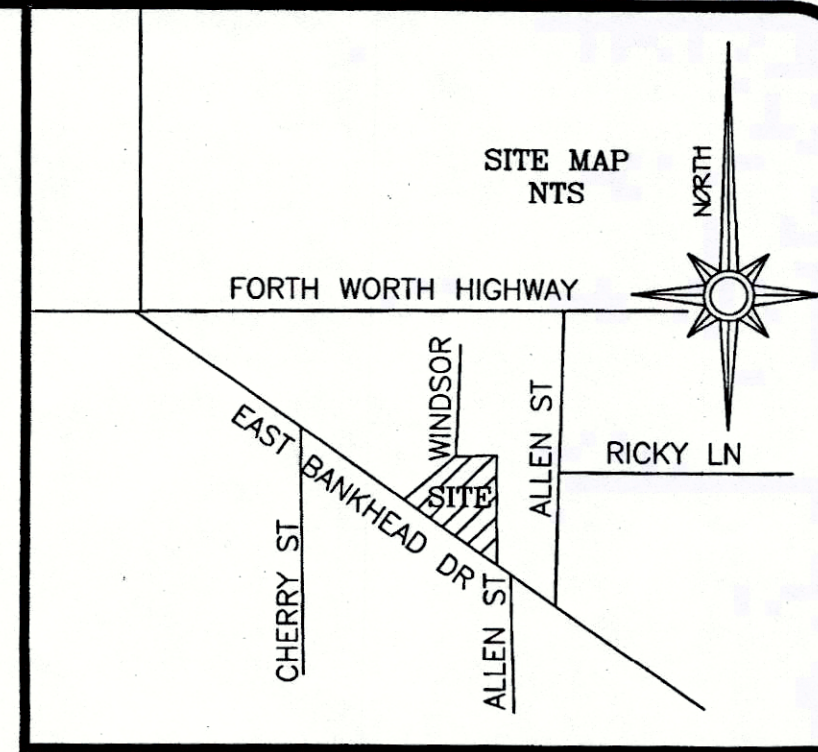 SITE MAP
NTS
NORTH
FORTH WORTH HIGHWAY
WINDSOR
ALLEN ST
RICKY LN
EAST BANKHEAD DR
SITE
CHERRY ST
ALLEN ST